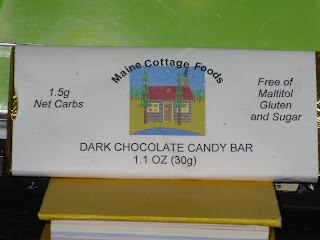 Maine Cottage Foods
1.5g
Net Carbs
Free of
Maltitol
Gluten
and Sugar
DARK CHOCOLATE CANDY BAR
1.1 OZ (30g)